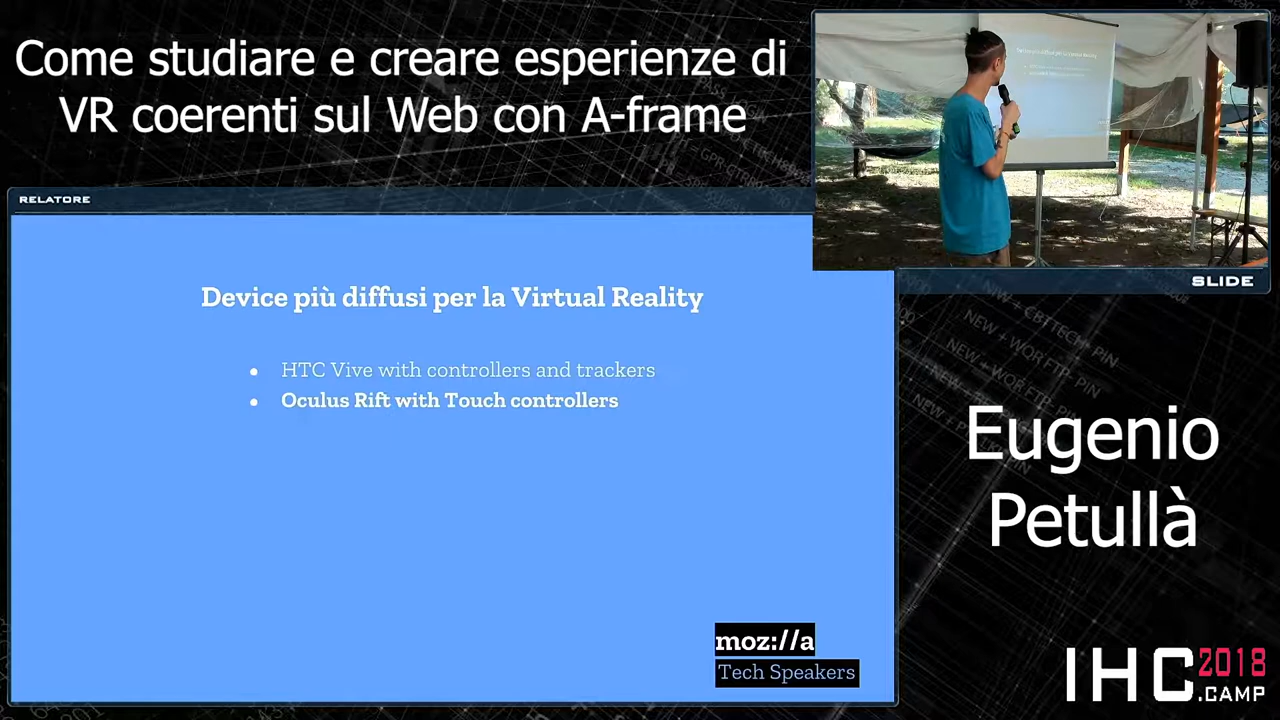 Come studiare e creare esperienze di
VR coerenti sul Web con A-frame
RELATORE
Device più diffusi per la Virtual Reality
• HTC Vive with controllers and trackers
• Oculus Rift with Touch controllers
moz://a
Tech Speakers
SLIDE
Eugenio
Petullà
IHC 2018
.CAMP